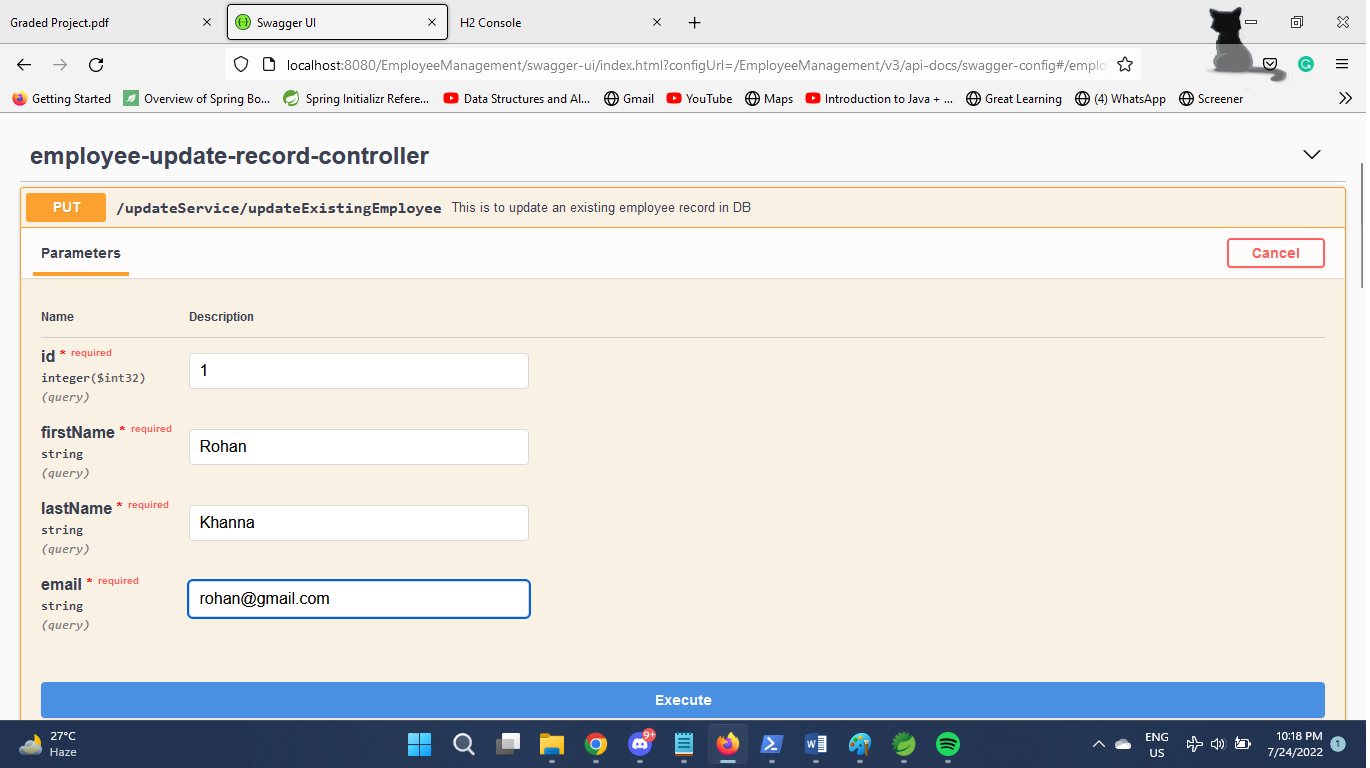 Graded Project.pdf
Swagger UI
H2 Console
localhost:8080/EmployeeManagement/swagger-ui/index.html?configUrl=/EmployeeManagement/v3/api-docs/swagger-config#/emplo
Getting Started
Overview of Spring Bo...
Spring Initializr Refere...
Data Structures and Al...
Gmail
YouTube
Maps
Introduction to Java + ...
Great Learning
(4) WhatsApp
Screener
employee-update-record-controller
PUT /updateService/updateExistingEmployee This is to update an existing employee record in DB
Parameters
Cancel
Name Description
id * required
integer($int32)
(query)
1
firstName * required
string
(query)
Rohan
lastName * required
string
(query)
Khanna
email * required
string
(query)
rohan@gmail.com
Execute
27°C
Haze
9+
ENG
US
10:18 PM
7/24/2022
1